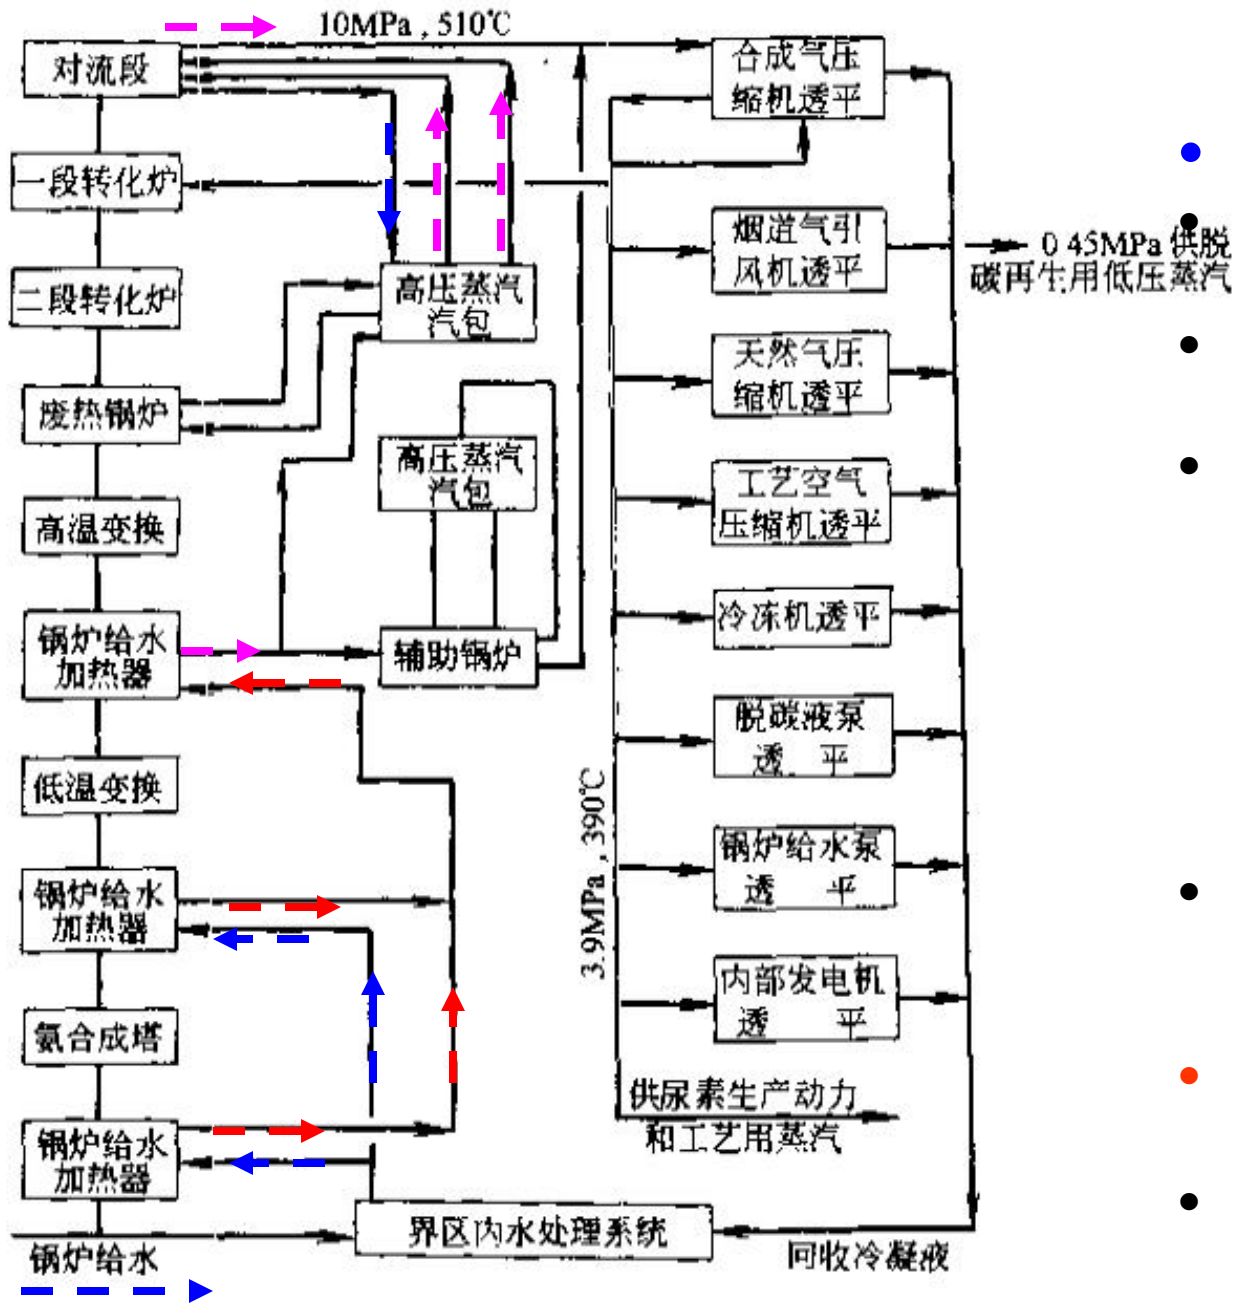 10MPa , 510℃
对流段
一段转化炉
二段转化炉
废热锅炉
高温变换
锅炉给水
加热器
低温变换
锅炉给水
加热器
氨合成塔
锅炉给水
加热器
锅炉给水
高压蒸汽
汽包
高压蒸汽
汽包
辅助锅炉
界区内水处理系统
3.9MPa , 390℃
合成气压
缩机透平
烟道气引
风机透平
天然气压
缩机透平
工艺空气
压缩机透平
冷冻机透平
脱碳液泵
透 平
锅炉给水泵
透 平
内部发电机
透 平
供尿素生产动力
和工艺用蒸汽
0 45MPa 供脱
碳再生用低压蒸汽
回收冷凝液